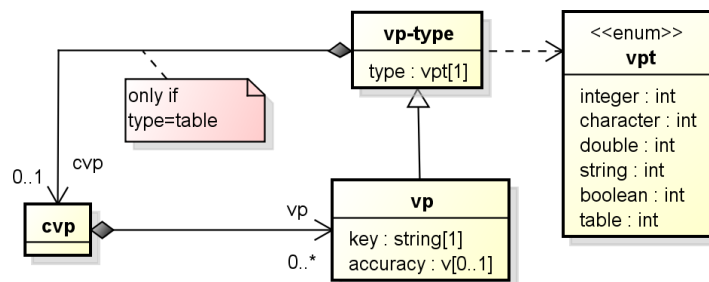 vp-type
type : vpt[1]
<<enum>>
vpt
integer : int
character : int
double : int
string : int
boolean : int
table : int
only if
type=table
cvp
0..1
cvp
vp
0..*
vp
key : string[1]
accuracy : v[0..1]